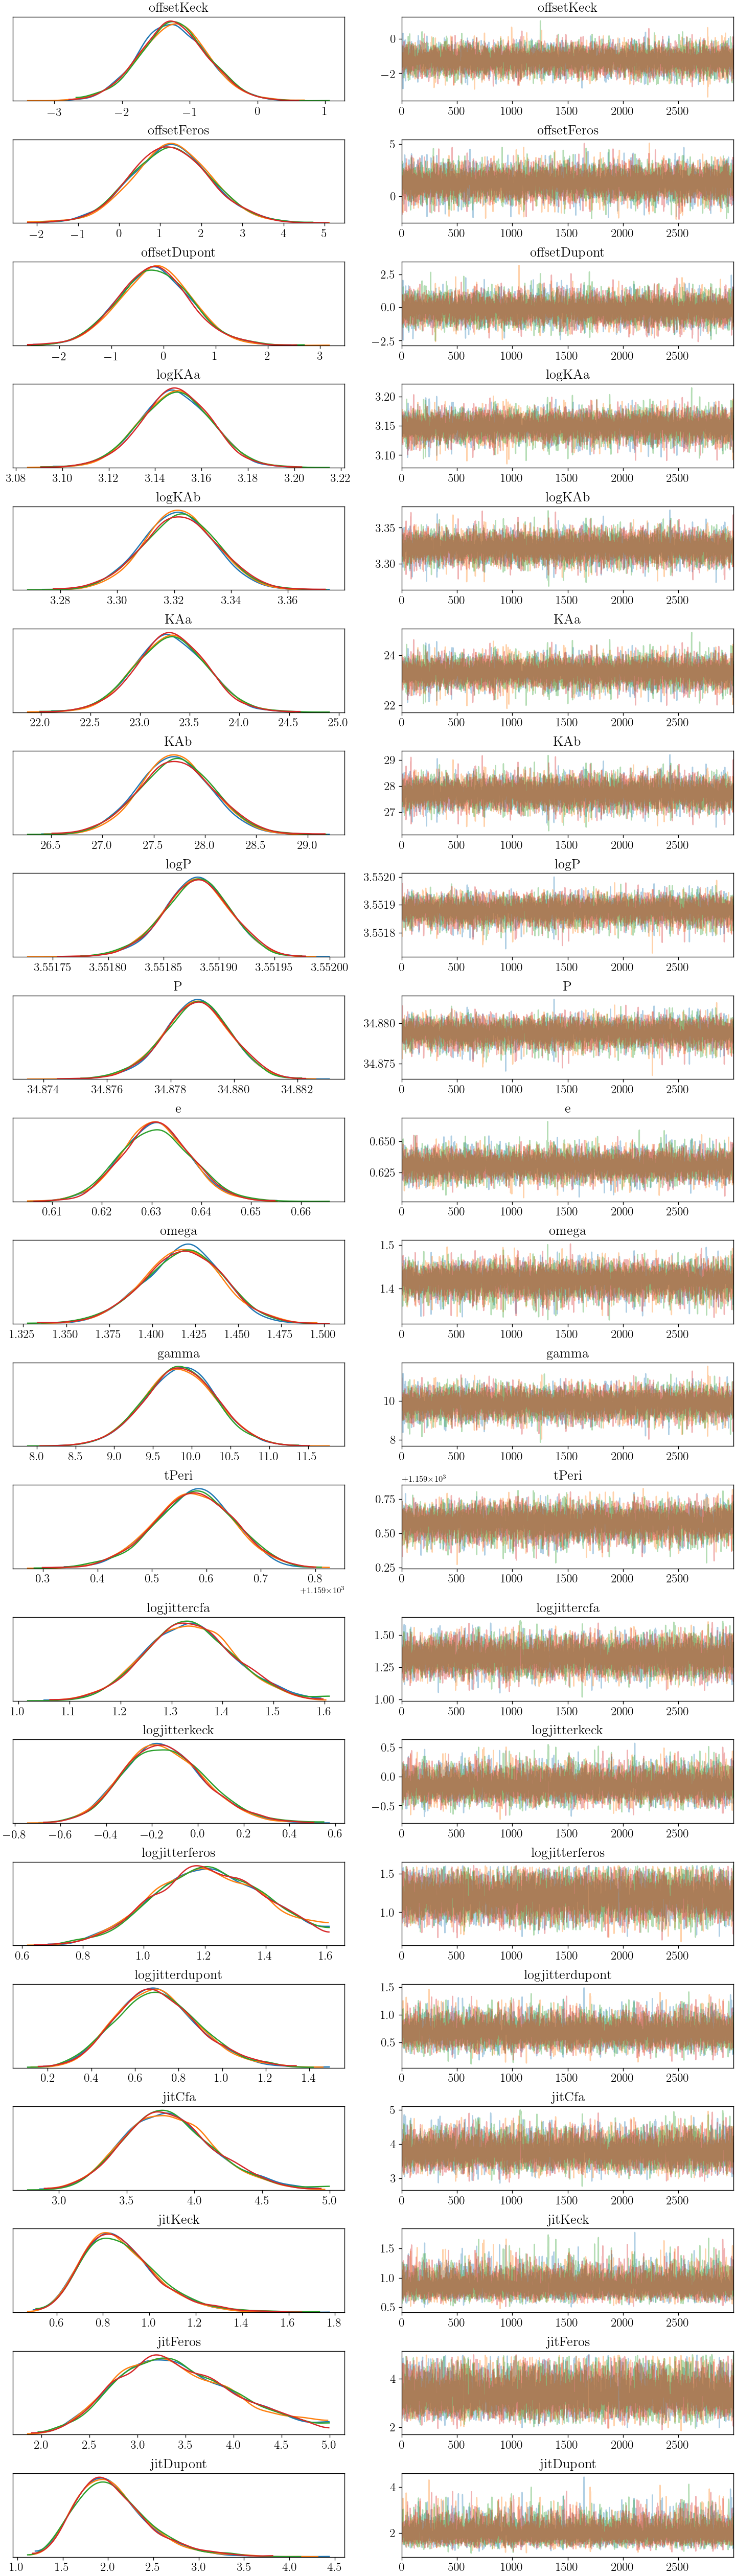 offsetKeck
−3 −2 −1 0 1
offsetKeck
0
−2
0 500 1000 1500 2000 2500
offsetFeros
−2 −1 0 1 2 3 4 5
offsetFeros
5
0
0 500 1000 1500 2000 2500
offsetDupont
−2 −1 0 1 2 3
offsetDupont
2.5
0.0
−2.5
0 500 1000 1500 2000 2500
logKAa
3.08 3.10 3.12 3.14 3.16 3.18 3.20 3.22
logKAa
3.20
3.15
3.10
0 500 1000 1500 2000 2500
logKAb
3.28 3.30 3.32 3.34 3.36
logKAb
3.35
3.30
0 500 1000 1500 2000 2500
KAa
22.0 22.5 23.0 23.5 24.0 24.5 25.0
KAa
24
22
0 500 1000 1500 2000 2500
KAb
26.5 27.0 27.5 28.0 28.5 29.0
KAb
29
28
27
0 500 1000 1500 2000 2500
logP
3.55175 3.55180 3.55185 3.55190 3.55195 3.55200
logP
3.5520
3.5519
3.5518
0 500 1000 1500 2000 2500
P
34.874 34.876 34.878 34.880 34.882
P
34.880
34.875
0 500 1000 1500 2000 2500
e
0.61 0.62 0.63 0.64 0.65 0.66
e
0.650
0.625
0 500 1000 1500 2000 2500
omega
1.325 1.350 1.375 1.400 1.425 1.450 1.475 1.500
omega
1.5
1.4
0 500 1000 1500 2000 2500
gamma
8.0 8.5 9.0 9.5 10.0 10.5 11.0 11.5
gamma
10
8
0 500 1000 1500 2000 2500
tPeri
0.3 0.4 0.5 0.6 0.7 0.8
+1.159×10³
tPeri
+1.159×10³
0.75
0.50
0.25
0 500 1000 1500 2000 2500
logjittercfa
1.0 1.1 1.2 1.3 1.4 1.5 1.6
logjittercfa
1.50
1.25
1.00
0 500 1000 1500 2000 2500
logjitterkeck
−0.8 −0.6 −0.4 −0.2 0.0 0.2 0.4 0.6
logjitterkeck
0.5
0.0
−0.5
0 500 1000 1500 2000 2500
logjitterferos
0.6 0.8 1.0 1.2 1.4 1.6
logjitterferos
1.5
1.0
0 500 1000 1500 2000 2500
logjitterdupont
0.2 0.4 0.6 0.8 1.0 1.2 1.4
logjitterdupont
1.5
1.0
0.5
0 500 1000 1500 2000 2500
jitCfa
3.0 3.5 4.0 4.5 5.0
jitCfa
5
4
3
0 500 1000 1500 2000 2500
jitKeck
0.6 0.8 1.0 1.2 1.4 1.6 1.8
jitKeck
1.5
1.0
0.5
0 500 1000 1500 2000 2500
jitFeros
2.0 2.5 3.0 3.5 4.0 4.5 5.0
jitFeros
4
2
0 500 1000 1500 2000 2500
jitDupont
1.0 1.5 2.0 2.5 3.0 3.5 4.0 4.5
jitDupont
4
2
0 500 1000 1500 2000 2500